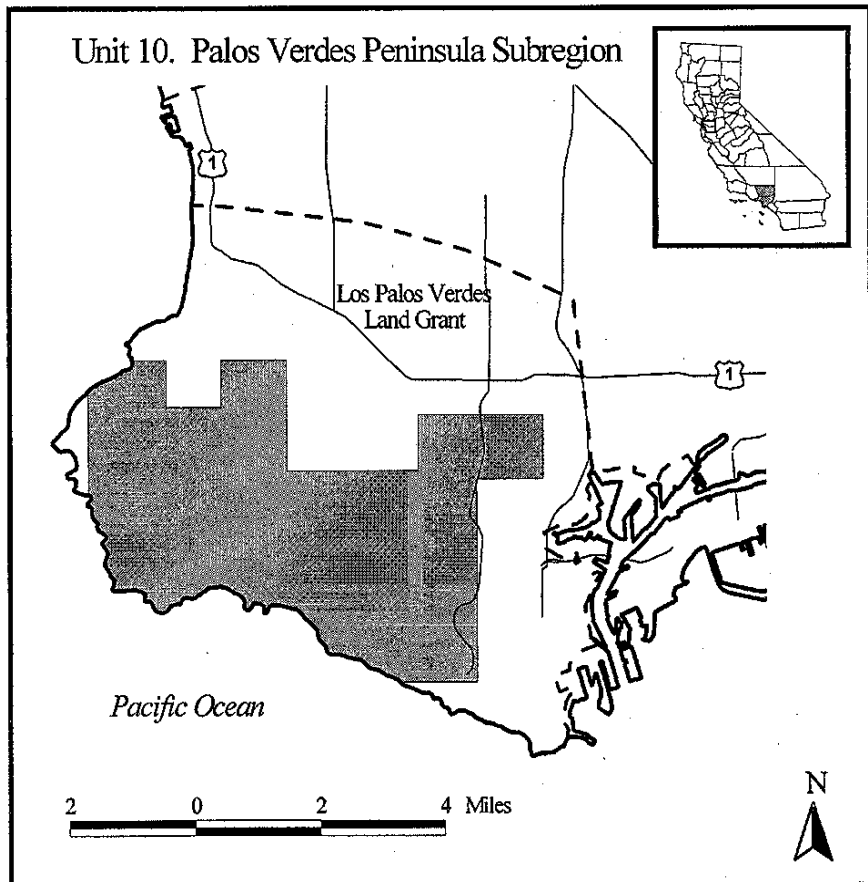 Unit 10. Palos Verdes Peninsula Subregion
1
Los Palos Verdes
Land Grant
1
Pacific Ocean
2 0 2 4 Miles
N